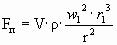 Fп = V · ρ · w₁² · r₁³ / r²